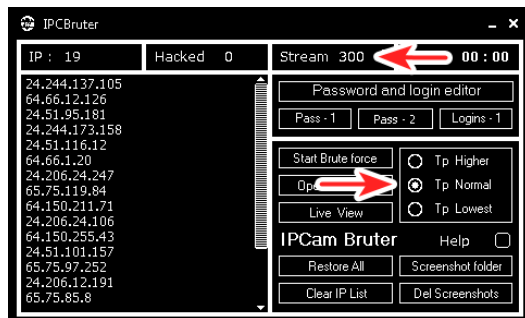 IPCBruter
IP : 19
Hacked 0
Stream 300
00 : 00
24.244.137.105
64.66.12.126
24.51.95.181
24.244.173.158
24.51.116.12
64.66.1.20
24.206.24.247
65.75.119.84
64.150.211.71
24.206.24.106
64.150.255.43
24.51.101.157
65.75.97.252
24.206.12.191
65.75.85.8
Password and login editor
Pass - 1
Pass - 2
Logins - 1
Start Brute force
Tp Higher
Tp Normal
Live View
Tp Lowest
IPCam Bruter
Help
Restore All
Screenshot folder
Clear IP List
Del Screenshots